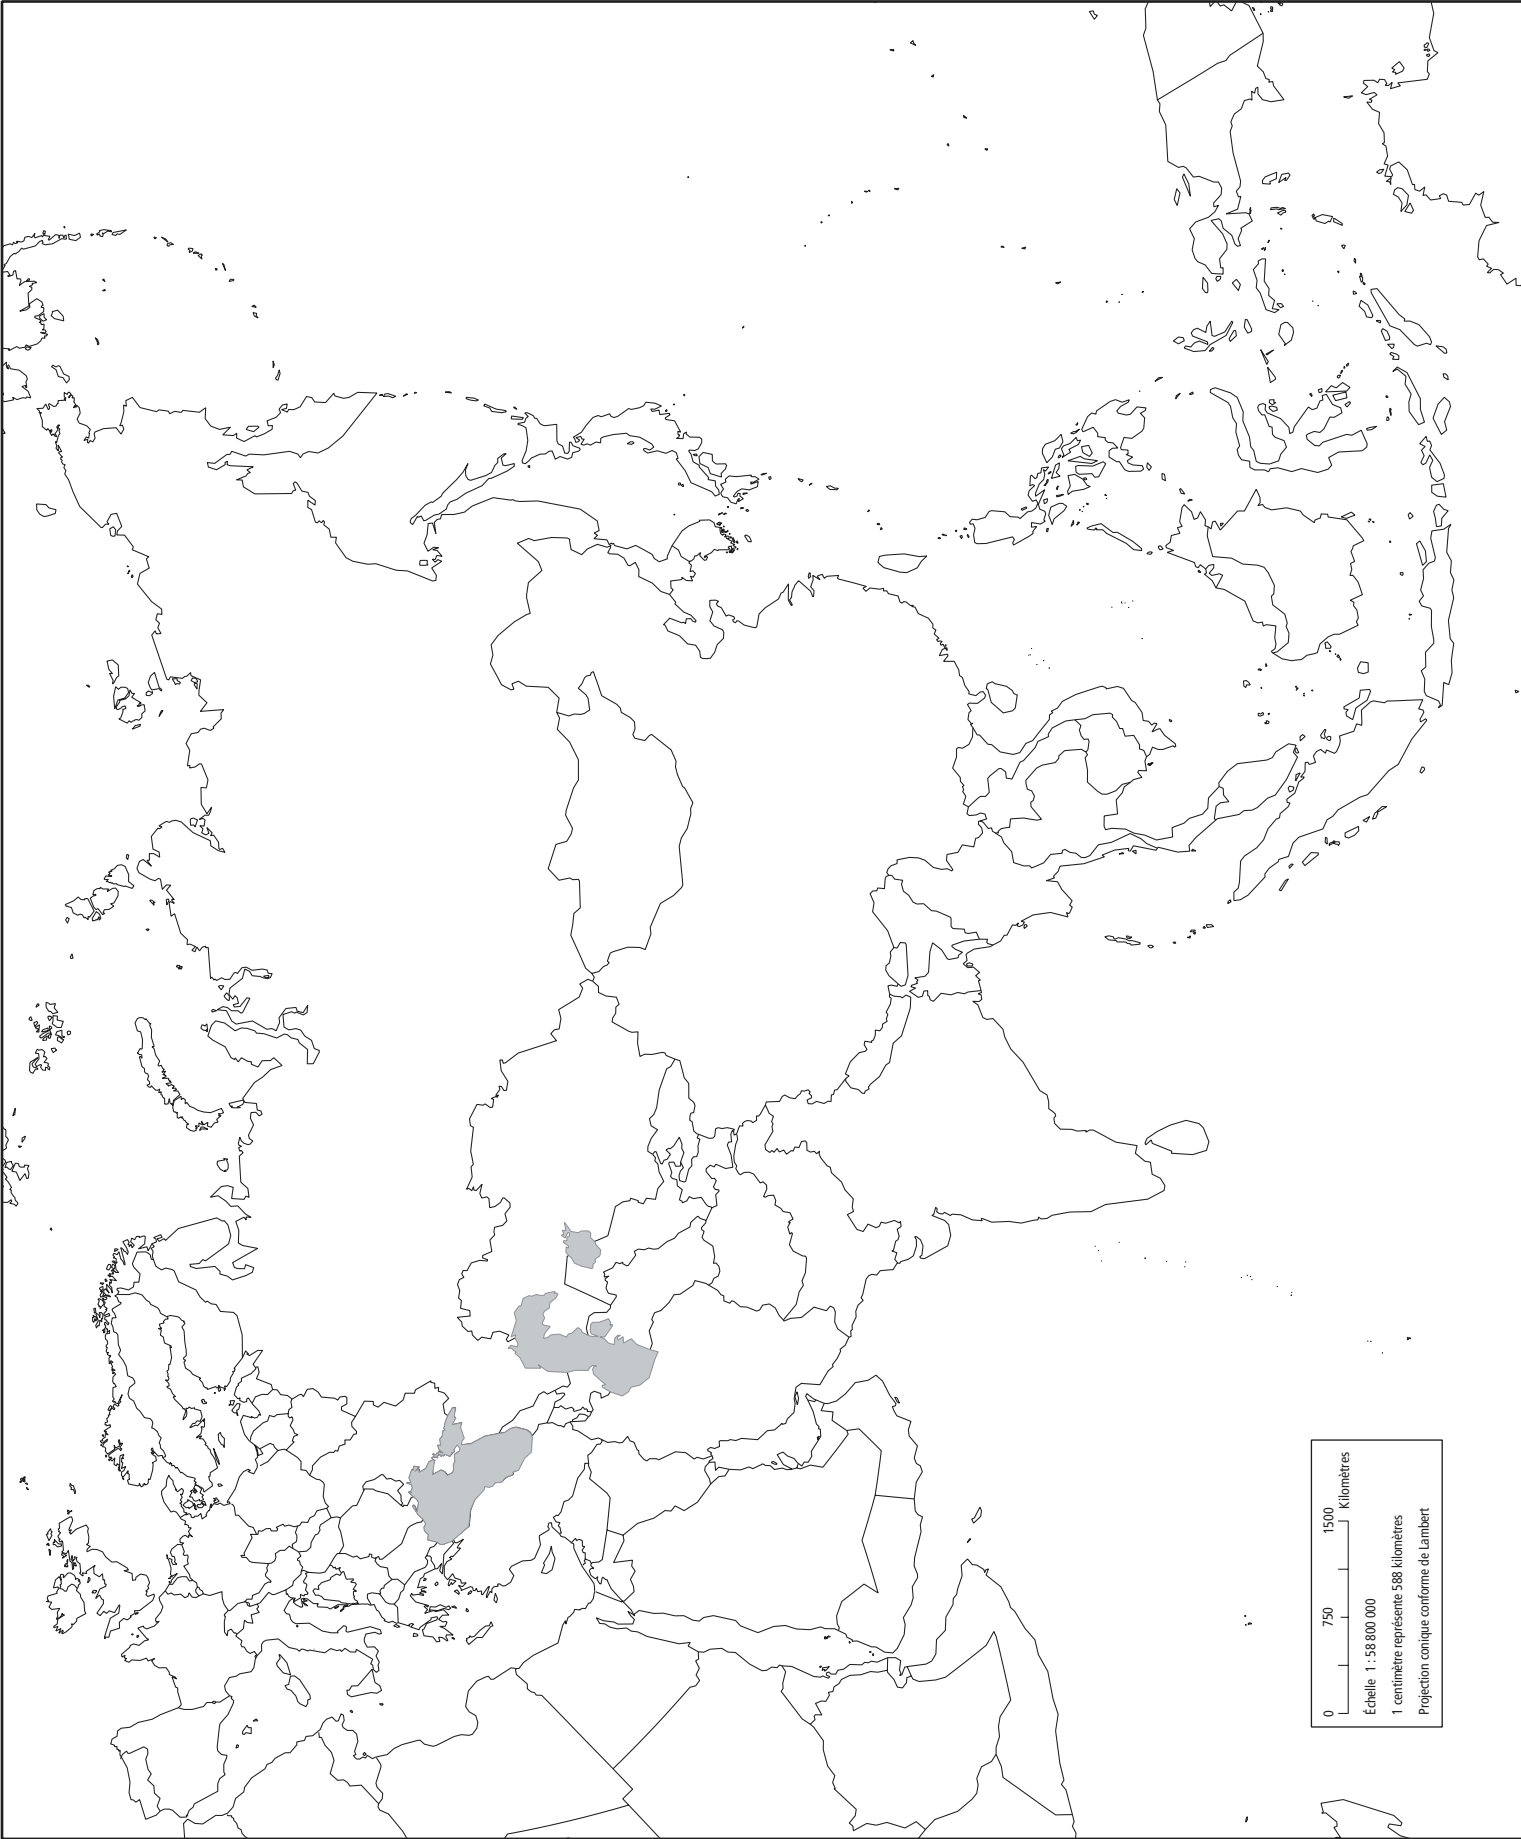 0 750 1500
Kilomètres
Échelle 1 : 58 800 000
1 centimètre représente 588 kilomètres
Projection conique conforme de Lambert